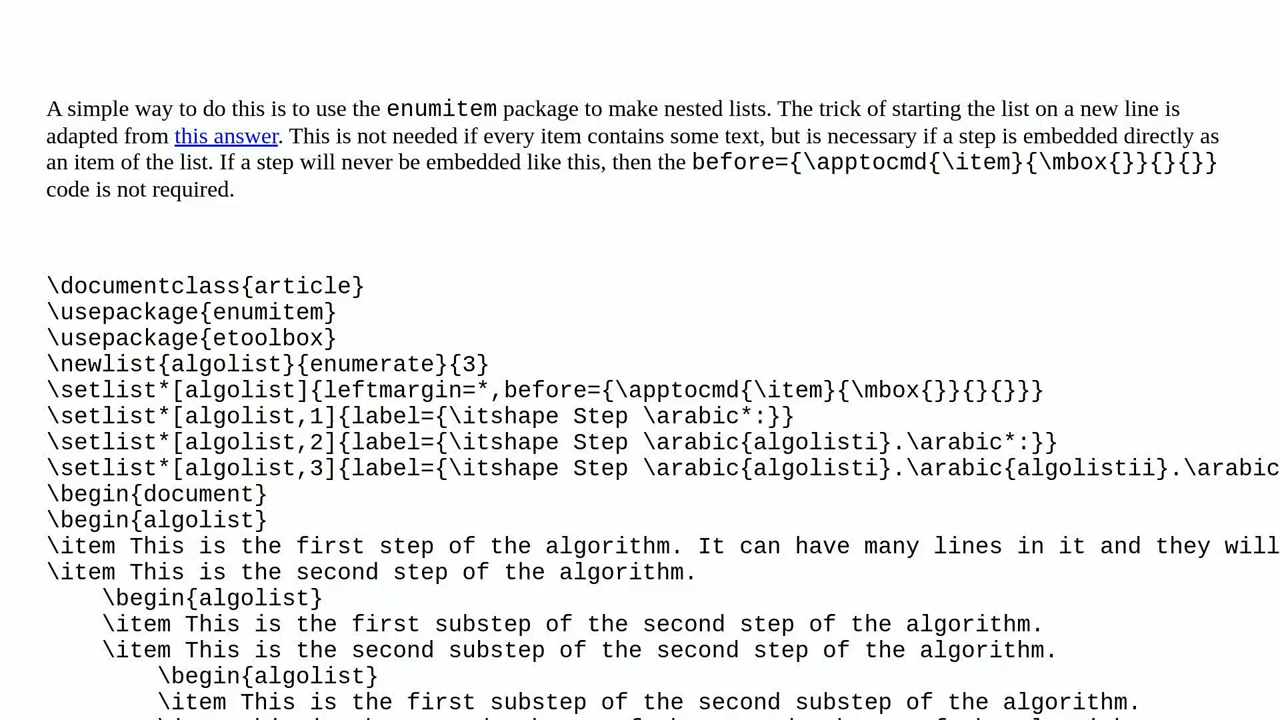 A simple way to do this is to use the enumitem package to make nested lists. The trick of starting the list on a new line is
adapted from this answer. This is not needed if every item contains some text, but is necessary if a step is embedded directly as
an item of the list. If a step will never be embedded like this, then the before={\apptocmd{\item}{\mbox{}}{}{}}
code is not required.
\documentclass{article}
\usepackage{enumitem}
\usepackage{etoolbox}
\newlist{algolist}{enumerate}{3}
\setlist*[algolist]{leftmargin=*,before={\apptocmd{\item}{\mbox{}}{}{}}}
\setlist*[algolist,1]{label={\itshape Step \arabic*:}}
\setlist*[algolist,2]{label={\itshape Step \arabic{algolisti}.\arabic*:}}
\setlist*[algolist,3]{label={\itshape Step \arabic{algolisti}.\arabic{algolistii}.\arabic
\begin{document}
\begin{algolist}
\item This is the first step of the algorithm. It can have many lines in it and they will
\item This is the second step of the algorithm.
\begin{algolist}
\item This is the first substep of the second step of the algorithm.
\item This is the second substep of the second step of the algorithm.
\begin{algolist}
\item This is the first substep of the second substep of the algorithm.